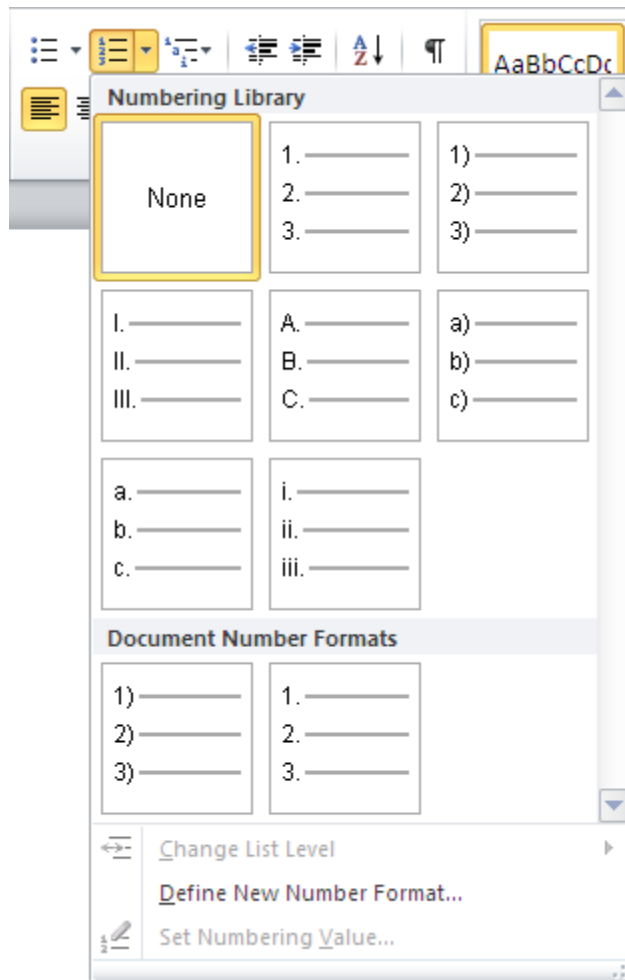 AaBbCcDc
Numbering Library
None
1.
2.
3.
1)
2)
3)
I.
II.
III.
A.
B.
C.
a)
b)
c)
a.
b.
c.
i.
ii.
iii.
Document Number Formats
1)
2)
3)
1.
2.
3.
Change List Level
Define New Number Format...
Set Numbering Value...